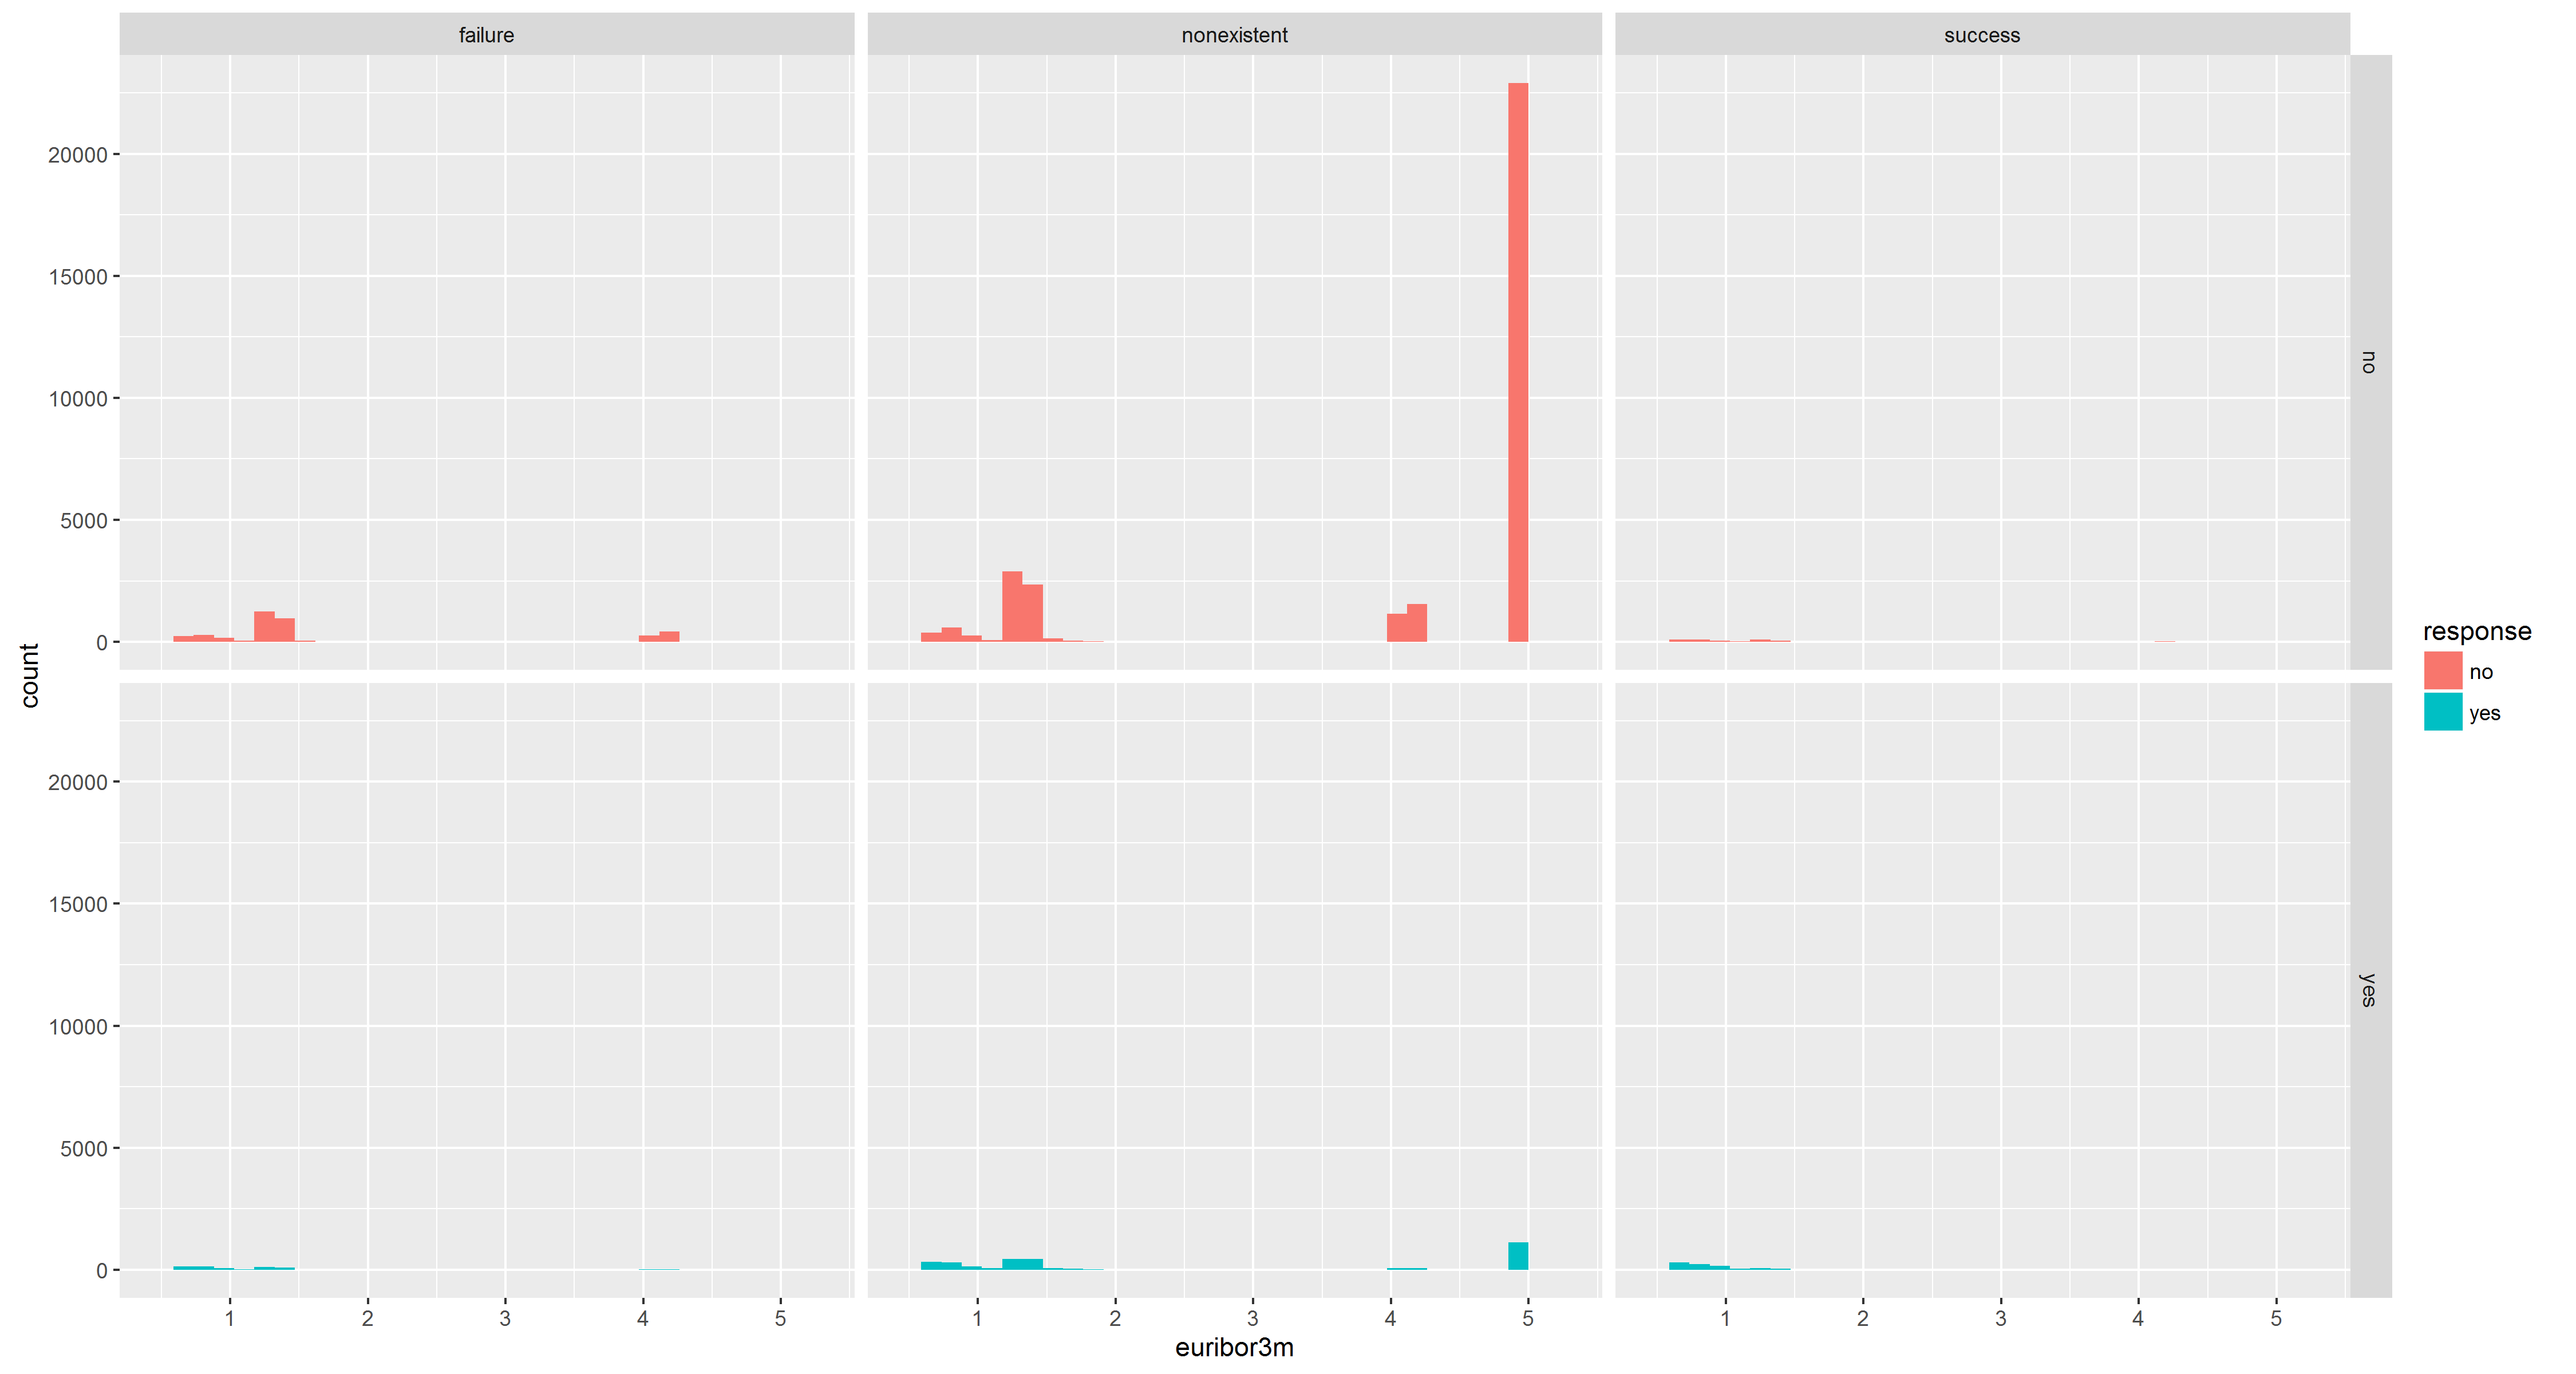 failure nonexistent success
20000
15000
10000
5000
0
no
20000
15000
10000
5000
0
yes
1 2 3 4 5 1 2 3 4 5 1 2 3 4 5
euribor3m
count
response
no
yes